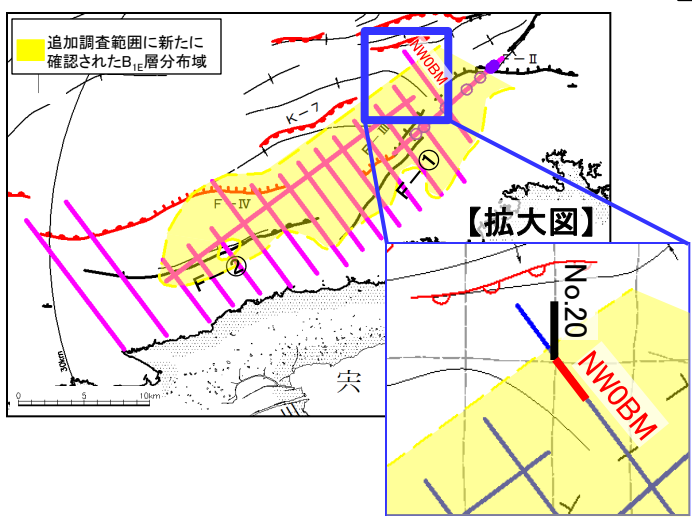 追加調査範囲に新たに
確認されたB1E層分布域
NW0BM
F－II
K－7
F－III
F－①
F－IV
F－②
30km
0 5 10km
宍
【拡大図】
No.20
NW0BM